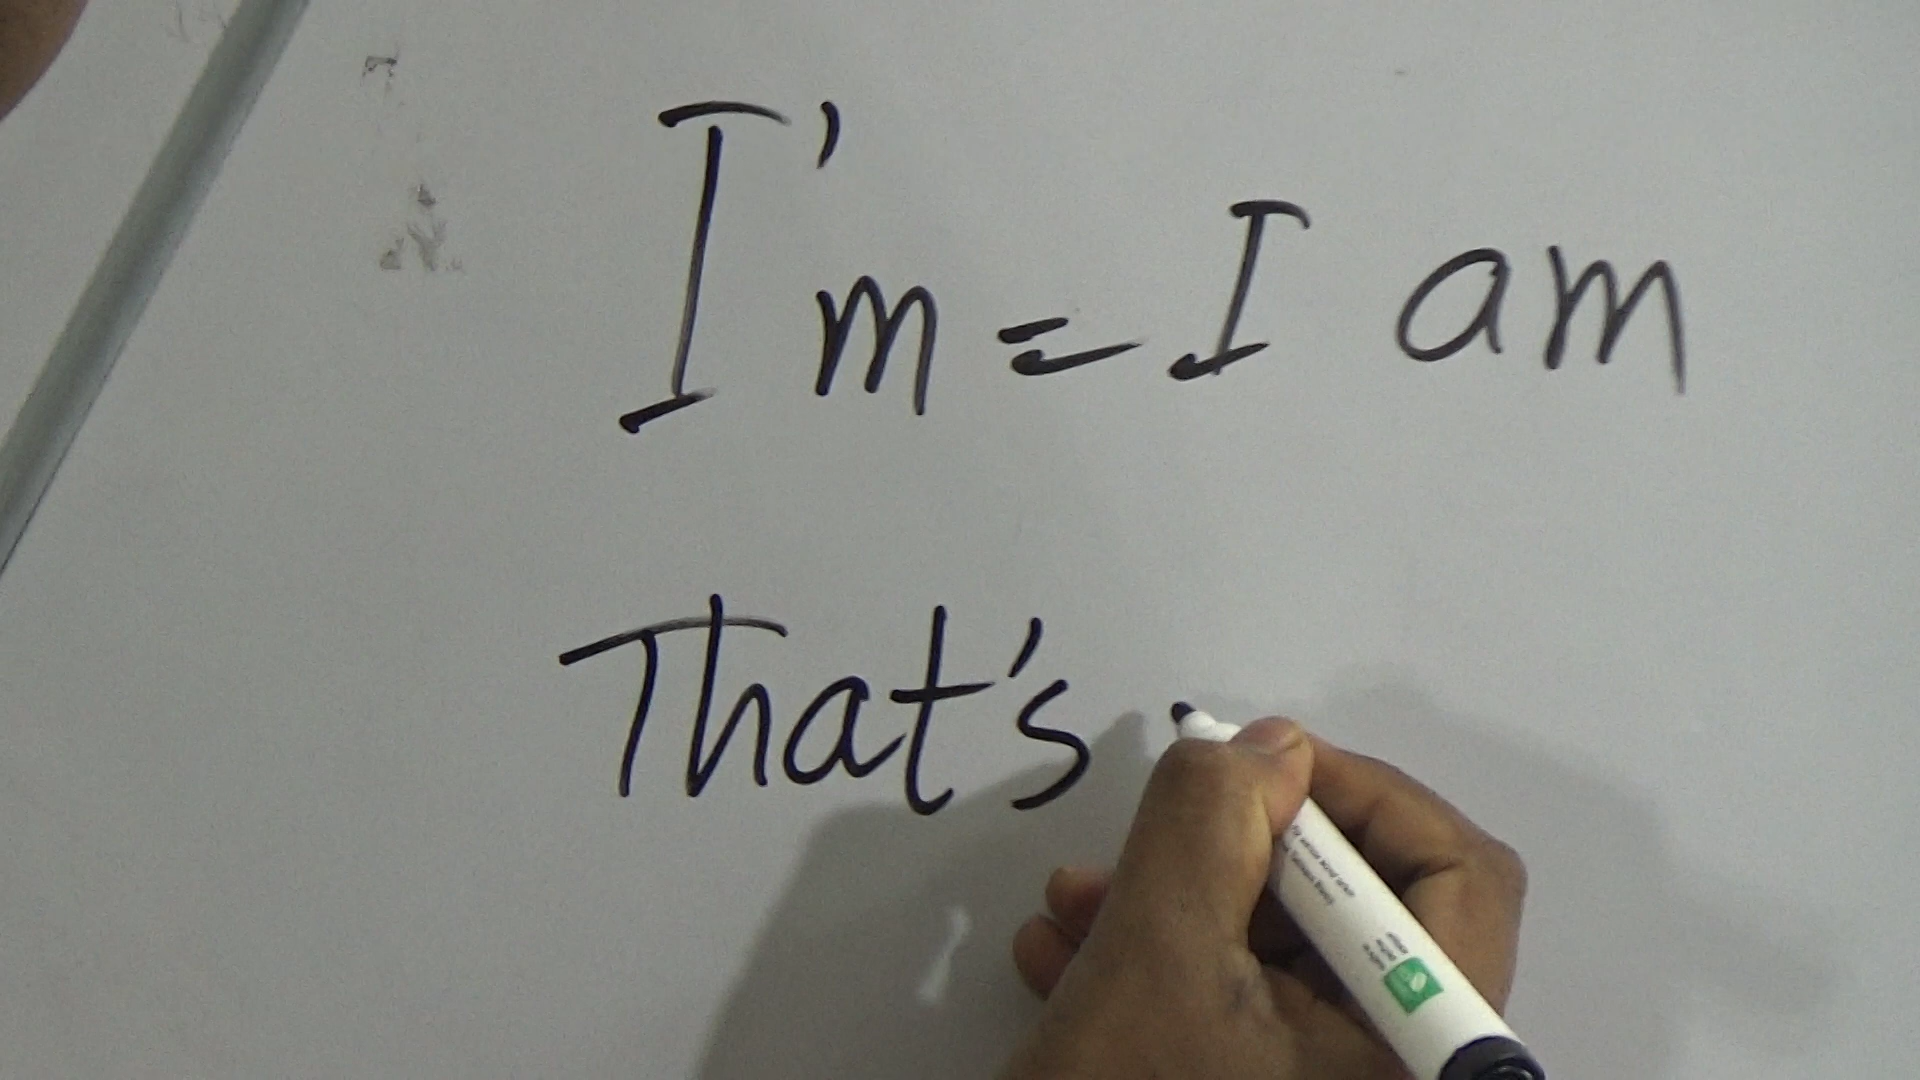 I'm = I am
That's